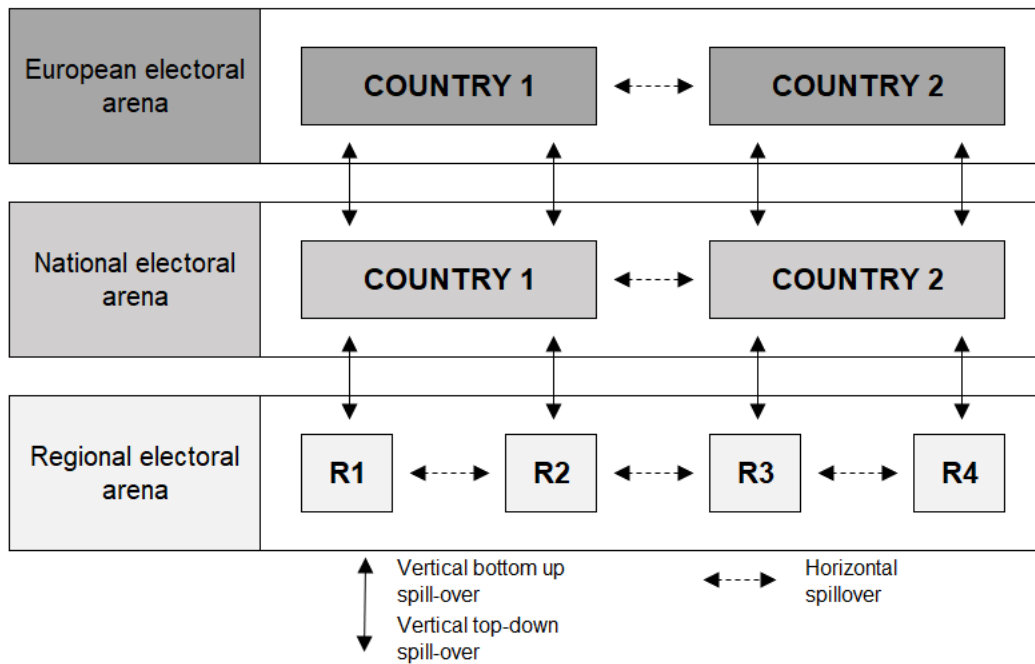 European electoral
arena
COUNTRY 1
COUNTRY 2
National electoral
arena
COUNTRY 1
COUNTRY 2
Regional electoral
arena
R1
R2
R3
R4
Vertical bottom up
spill-over
Vertical top-down
spill-over
Horizontal
spillover